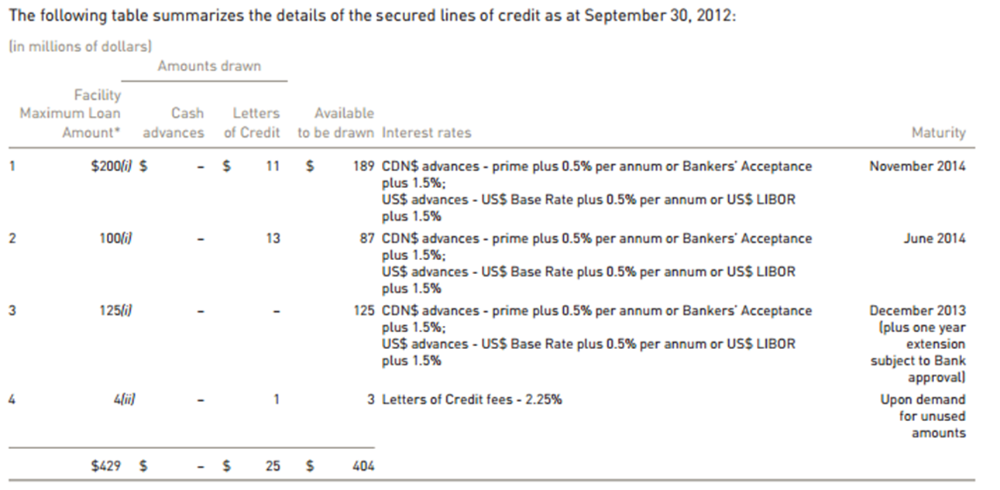 The following table summarizes the details of the secured lines of credit as at September 30, 2012:
(in millions of dollars)
Amounts drawn
Facility
Maximum Loan Cash Letters Available
Amount* advances of Credit to be drawn Interest rates Maturity
1 $200(i) $ - $ 11 $ 189 CDN$ advances - prime plus 0.5% per annum or Bankers' Acceptance November 2014
plus 1.5%;
US$ advances - US$ Base Rate plus 0.5% per annum or US$ LIBOR
plus 1.5%
2 100(i) - 13 87 CDN$ advances - prime plus 0.5% per annum or Bankers' Acceptance June 2014
plus 1.5%;
US$ advances - US$ Base Rate plus 0.5% per annum or US$ LIBOR
plus 1.5%
3 125(i) - - 125 CDN$ advances - prime plus 0.5% per annum or Bankers' Acceptance December 2013
plus 1.5%; (plus one year
US$ advances - US$ Base Rate plus 0.5% per annum or US$ LIBOR extension
plus 1.5% subject to Bank
approval)
4 4(ii) - 1 3 Letters of Credit fees - 2.25% Upon demand
for unused
amounts
$429 $ - $ 25 $ 404